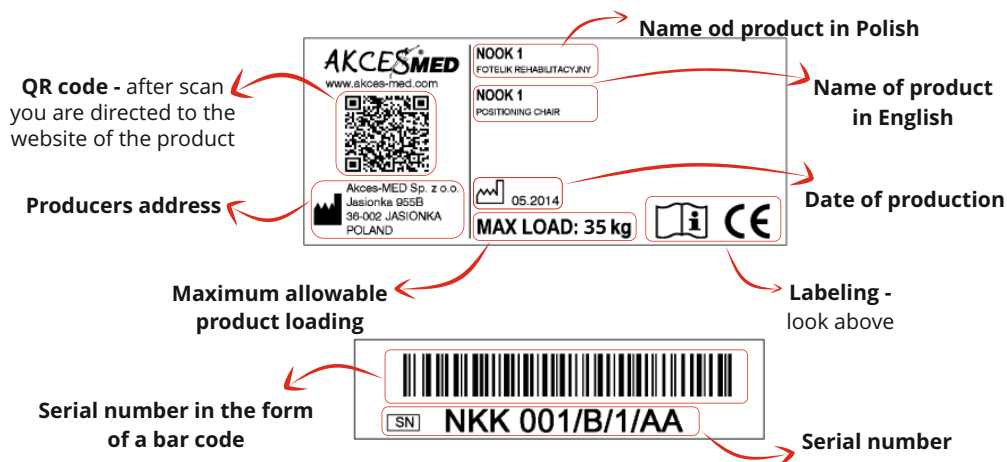 Name od product in Polish
AKCESMED
www.akces-med.com
NOOK 1
FOTELIK REHABILITACYJNY
NOOK 1
POSITIONING CHAIR
QR code - after scan
you are directed to the
website of the product
Name of product
in English
Akces-MED Sp. z o.o.
Jasionka 955B
36-002 JASIONKA
POLAND
Producers address
05.2014
Date of production
MAX LOAD: 35 kg
i
CE
Maximum allowable
product loading
Labeling -
look above
Serial number in the form
of a bar code
SN NKK 001/B/1/AA
Serial number